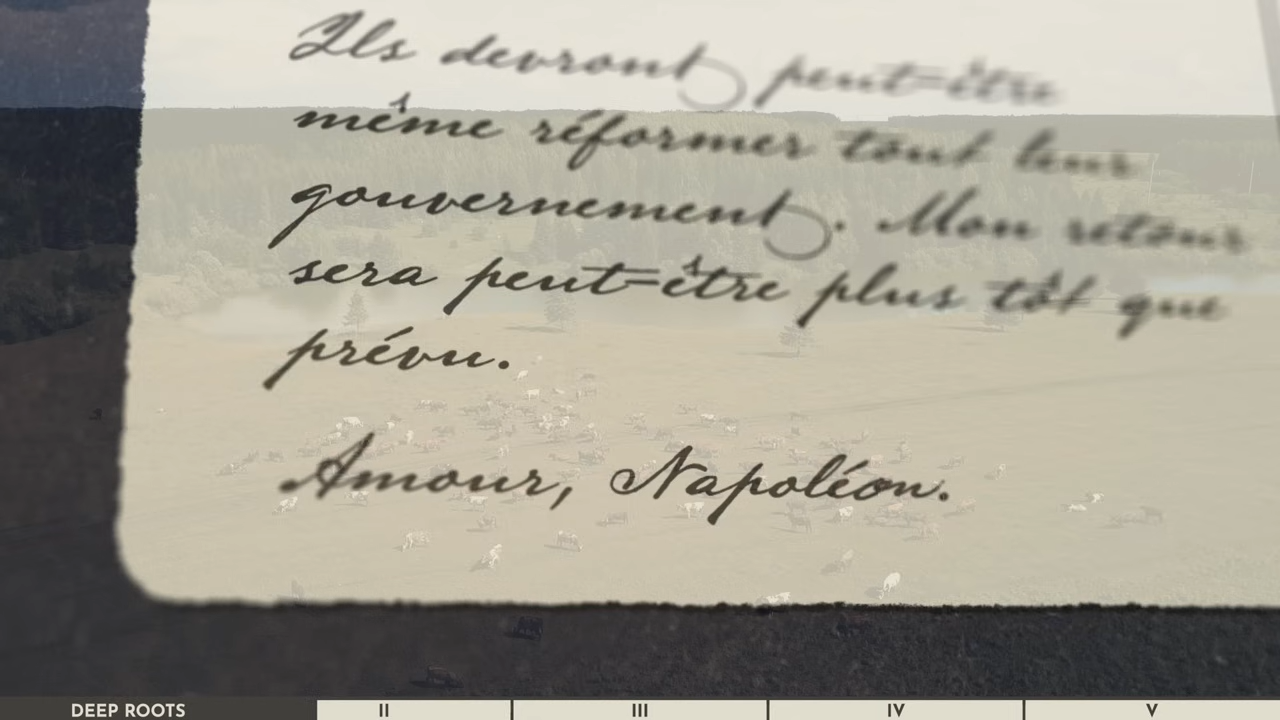 Ils devront peut-être
même réformer tout leur
gouvernement. Mon retour
sera peut-être plus tôt que
prévu.
Amour, Napoléon.
DEEP ROOTS II III IV V